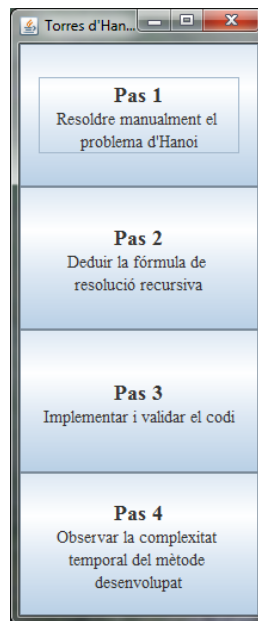 Torres d'Han...
Pas 1
Resoldre manualment el
problema d'Hanoi
Pas 2
Deduir la fórmula de
resolució recursiva
Pas 3
Implementar i validar el codi
Pas 4
Observar la complexitat
temporal del mètode
desenvolupat